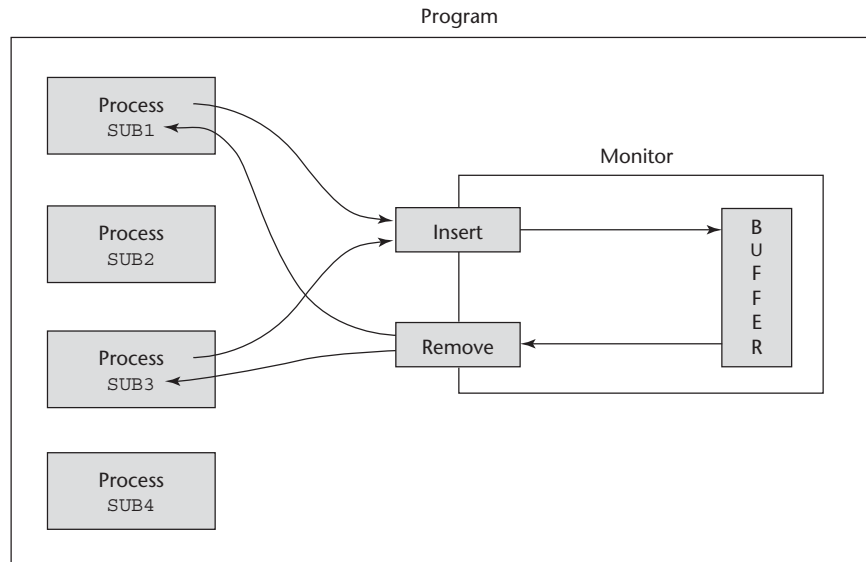 Program
Process
SUB1
Process
SUB2
Process
SUB3
Process
SUB4
Monitor
Insert
Remove
B
U
F
F
E
R